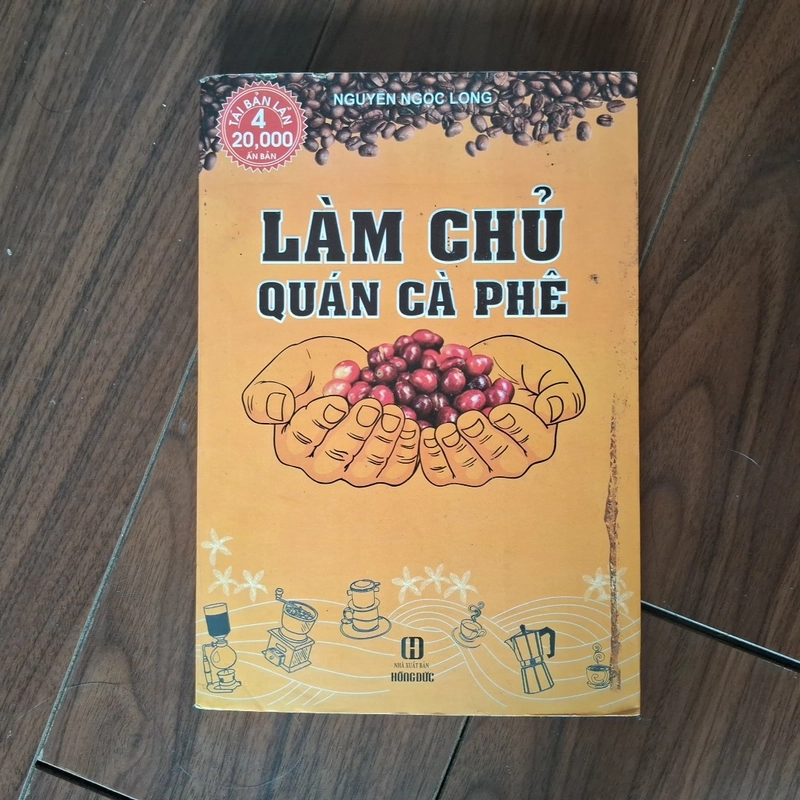 NGUYỄN NGỌC LONG
TÁI BẢN LẦN
4
20,000
ẤN BẢN
LÀM CHỦ
QUÁN CÀ PHÊ
H
NHÀ XUẤT BẢN
HỒNG ĐỨC